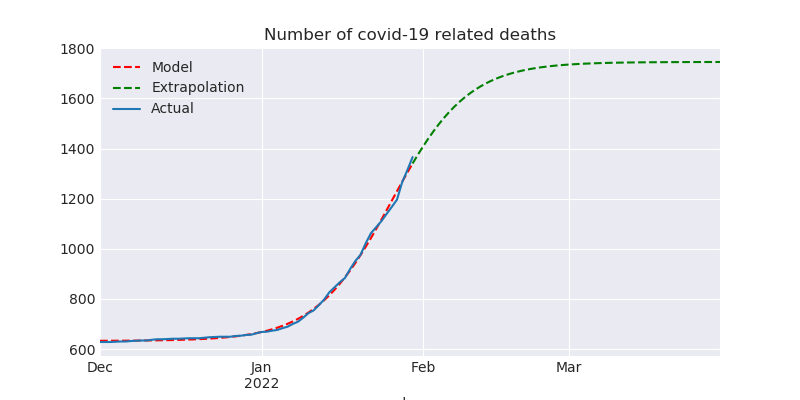 Number of covid-19 related deaths
1800
1600
1400
1200
1000
800
600
Model
Extrapolation
Actual
Dec
Jan
2022
Feb
Mar